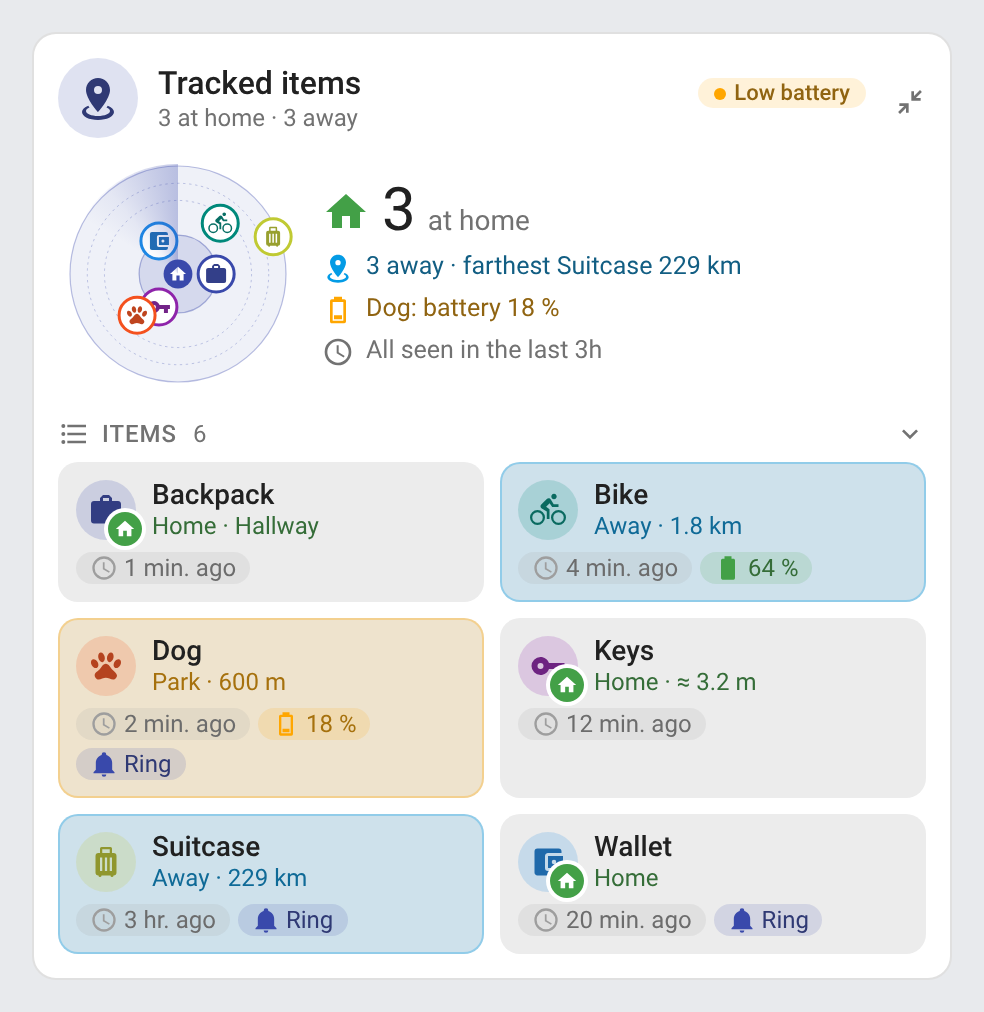 Tracked items
Low battery
3 at home · 3 away
3 at home
3 away · farthest Suitcase 229 km
Dog: battery 18 %
All seen in the last 3h
ITEMS 6
Backpack
Home · Hallway
1 min. ago
Bike
Away · 1.8 km
4 min. ago 64 %
Dog
Park · 600 m
2 min. ago 18 %
Ring
Keys
Home · ≈ 3.2 m
12 min. ago
Suitcase
Away · 229 km
3 hr. ago Ring
Wallet
Home
20 min. ago Ring